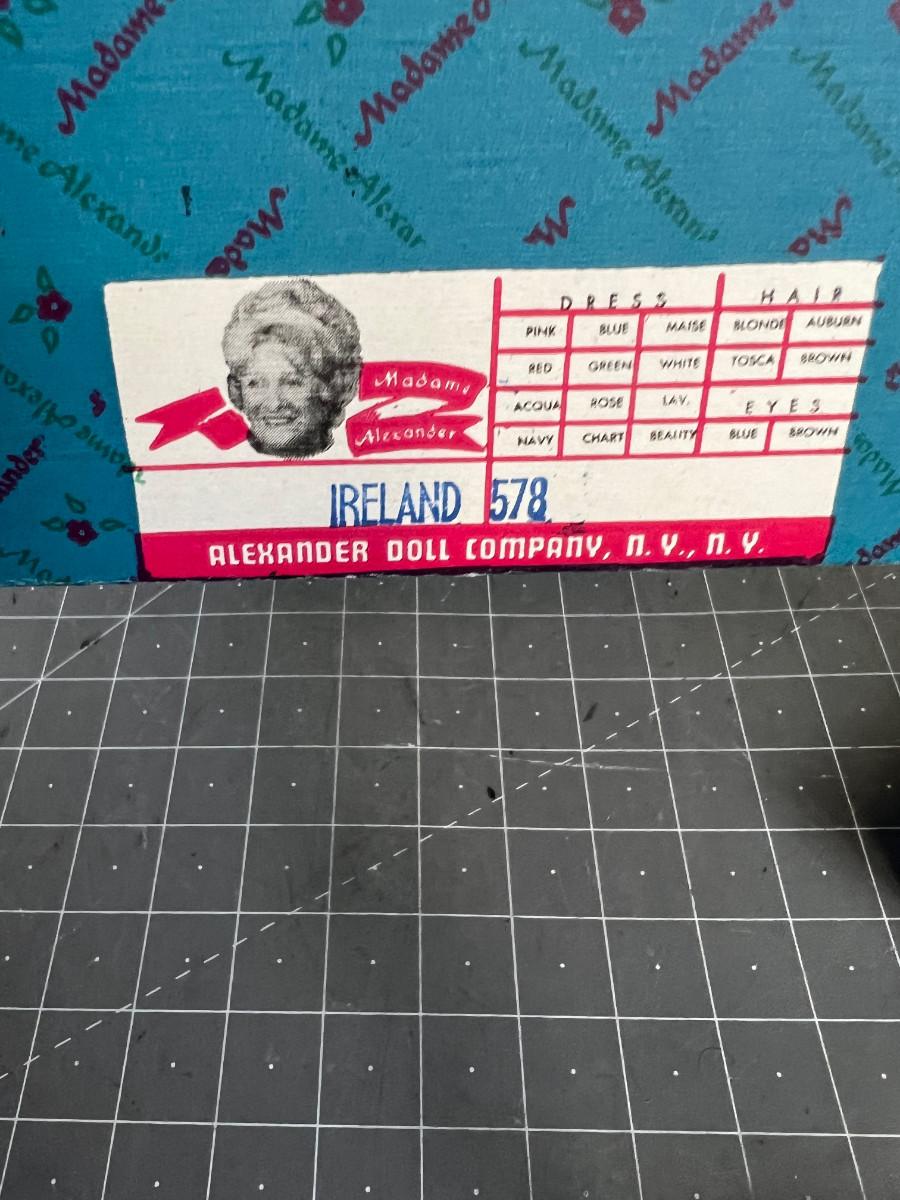 Madame Alexander
DRESS HAIR
PINK BLUE MAISE BLONDE AUBURN
RED GREEN WHITE TOSCA BROWN
ACQUA ROSE LAV. EYES
NAVY CHART BEAUTY BLUE BROWN
Madame
Alexander
IRELAND 578
ALEXANDER DOLL COMPANY, N.Y., N.Y.